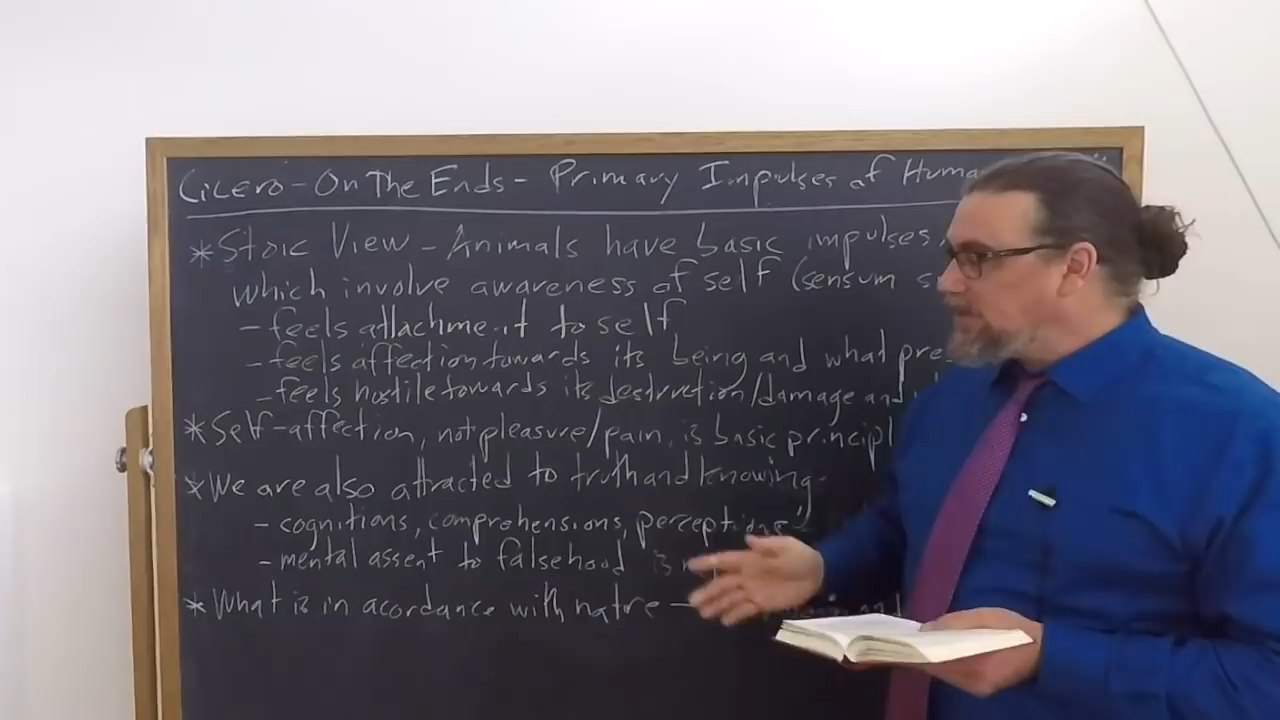 Cicero - On The Ends - Primary Impulses of Huma
* Stoic View - Animals have basic impulses,
which involve awareness of self (sensum s
- feels attachment to self
- feels affection towards its being and what pre
- feels hostile towards its destruction/damage and
* Self-affection, not pleasure/pain, is basic principl
* We are also attracted to truth and knowing.
- cognitions, comprehensions, perceptions
- mental assent to falsehood is
* What is in acordance with natre - and